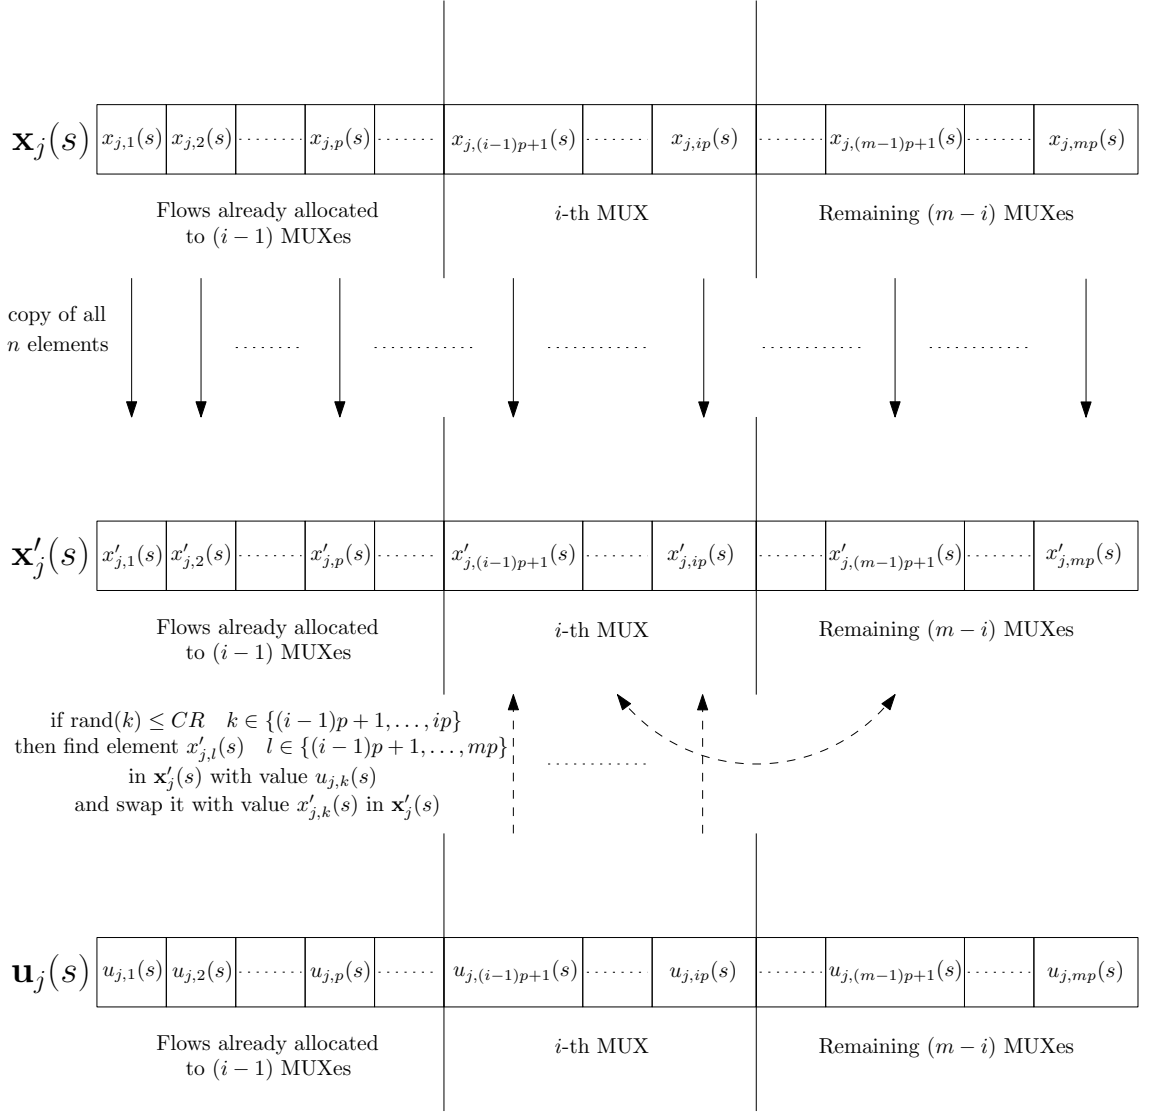 𝐱_j(s) x_{j,1}(s) x_{j,2}(s) ........ x_{j,p}(s) ........ x_{j,(i−1)p+1}(s) ........ x_{j,ip}(s) ........ x_{j,(m−1)p+1}(s) ........ x_{j,mp}(s)
Flows already allocated
to (i − 1) MUXes
i-th MUX
Remaining (m − i) MUXes
copy of all
n elements
𝐱′_j(s) x′_{j,1}(s) x′_{j,2}(s) ........ x′_{j,p}(s) ........ x′_{j,(i−1)p+1}(s) ........ x′_{j,ip}(s) ........ x′_{j,(m−1)p+1}(s) ........ x′_{j,mp}(s)
Flows already allocated
to (i − 1) MUXes
i-th MUX
Remaining (m − i) MUXes
if rand(k) ≤ CR k ∈ {(i − 1)p + 1, . . . , ip}
then find element x′_{j,l}(s) l ∈ {(i − 1)p + 1, . . . , mp}
in 𝐱′_j(s) with value u_{j,k}(s)
and swap it with value x′_{j,k}(s) in 𝐱′_j(s)
𝐮_j(s) u_{j,1}(s) u_{j,2}(s) ........ u_{j,p}(s) ........ u_{j,(i−1)p+1}(s) ........ u_{j,ip}(s) ........ u_{j,(m−1)p+1}(s) ........ u_{j,mp}(s)
Flows already allocated
to (i − 1) MUXes
i-th MUX
Remaining (m − i) MUXes